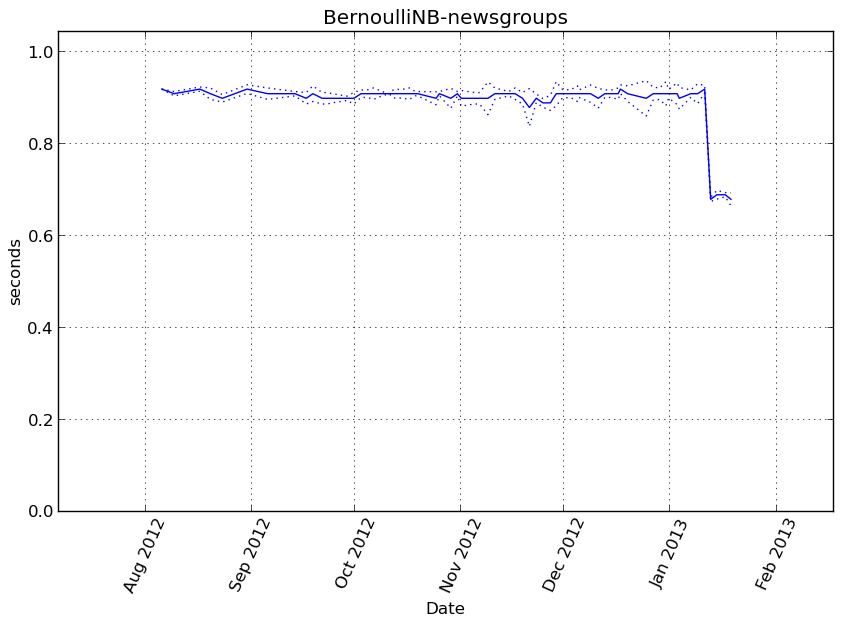 BernoulliNB-newsgroups
1.0
0.8
0.6
0.4
0.2
0.0
seconds
Aug 2012
Sep 2012
Oct 2012
Nov 2012
Dec 2012
Jan 2013
Feb 2013
Date